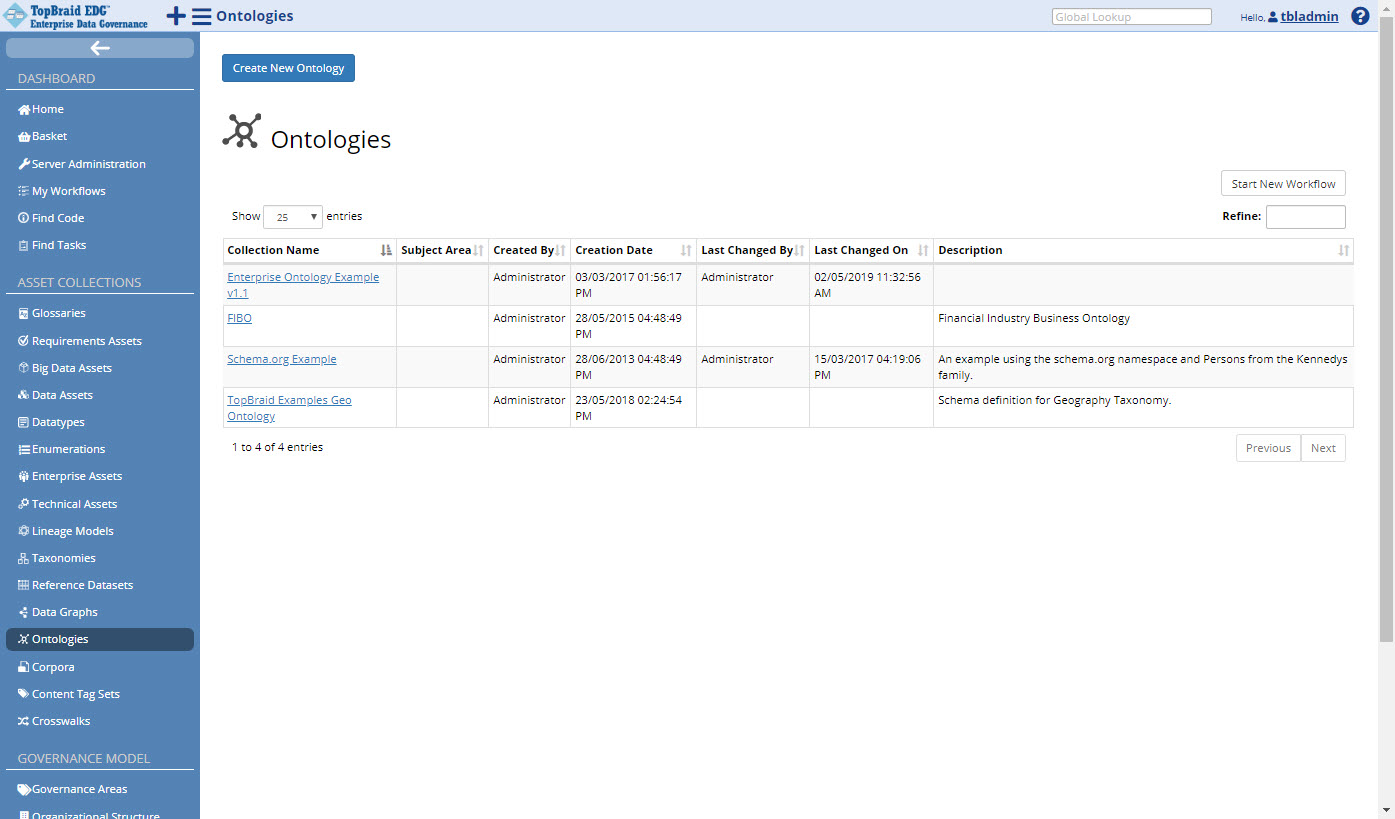 TopBraid EDG™
Enterprise Data Governance
Ontologies
Global Lookup
Hello, tbladmin
?
DASHBOARD
Home
Basket
Server Administration
My Workflows
Find Code
Find Tasks
ASSET COLLECTIONS
Glossaries
Requirements Assets
Big Data Assets
Data Assets
Datatypes
Enumerations
Enterprise Assets
Technical Assets
Lineage Models
Taxonomies
Reference Datasets
Data Graphs
Ontologies
Corpora
Content Tag Sets
Crosswalks
GOVERNANCE MODEL
Governance Areas
Organizational Structure
Create New Ontology
Ontologies
Start New Workflow
Show 25 entries
Refine:
Collection Name Subject Area Created By Creation Date Last Changed By Last Changed On Description
Enterprise Ontology Example Administrator 03/03/2017 01:56:17 Administrator 02/05/2019 11:32:56
v1.1 PM AM
FIBO Administrator 28/05/2015 04:48:49 Financial Industry Business Ontology
PM
Schema.org Example Administrator 28/06/2013 04:48:49 Administrator 15/03/2017 04:19:06 An example using the schema.org namespace and Persons from the Kennedys
PM PM family.
TopBraid Examples Geo Administrator 23/05/2018 02:24:54 Schema definition for Geography Taxonomy.
Ontology PM
1 to 4 of 4 entries
Previous Next